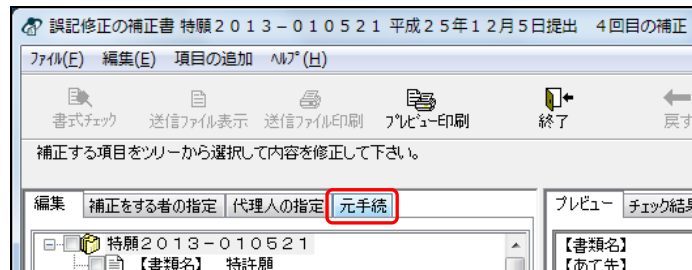 誤記修正の補正書 特願２０１３－０１０５２１ 平成２５年１２月５日提出　４回目の補正
ﾌｧｲﾙ(F)　編集(E)　項目の追加　ﾍﾙﾌﾟ(H)
書式ﾁｪｯｸ　送信ﾌｧｲﾙ表示　送信ﾌｧｲﾙ印刷　ﾌﾟﾚﾋﾞｭｰ印刷　終了　戻す
補正する項目をツリーから選択して内容を修正して下さい。
編集　補正をする者の指定　代理人の指定　元手続　プレビュー　チェック結果
特願２０１３－０１０５２１　【書類名】
【書類名】　特許願　【あて先】